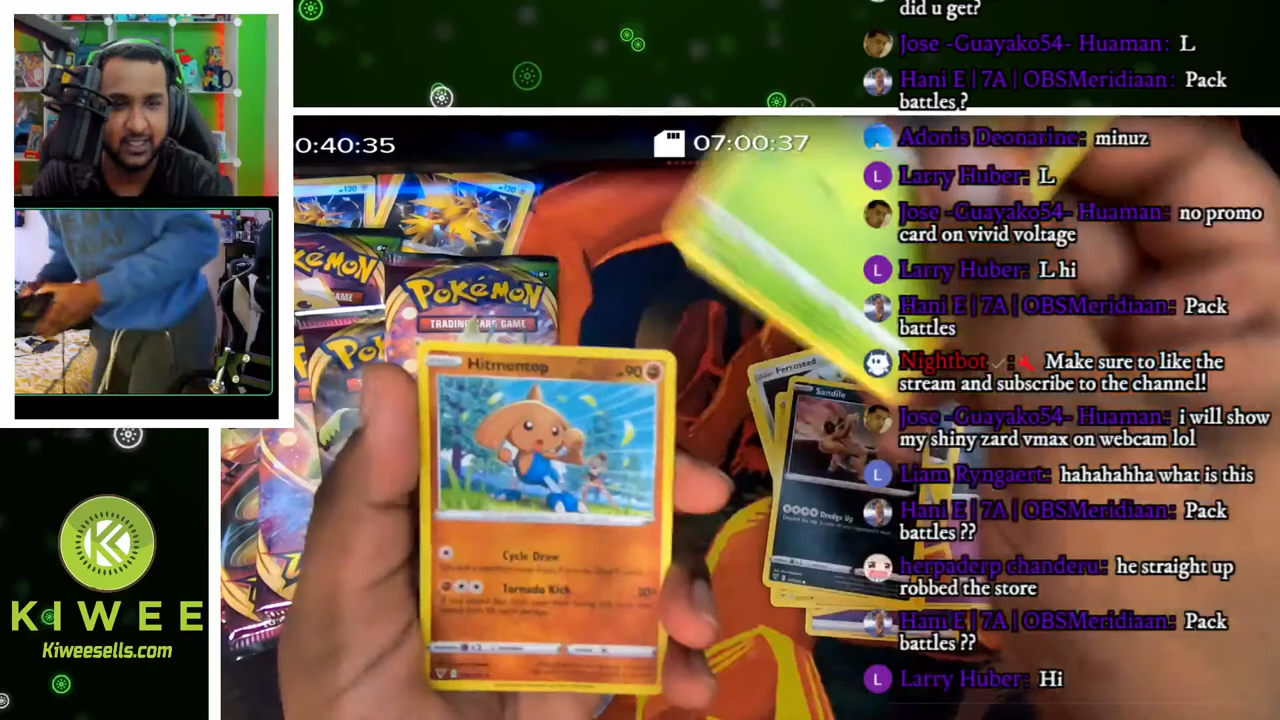 did u get?
Jose -Guayako54- Huaman: L
Hani E | 7A | OBSMeridiaan: Pack
battles ?
Adonis Deonarine: minuz
Larry Huber: L
Jose -Guayako54- Huaman: no promo
card on vivid voltage
Larry Huber: L hi
Hani E | 7A | OBSMeridiaan: Pack
battles
Nightbot : Make sure to like the
stream and subscribe to the channel!
Jose -Guayako54- Huaman: i will show
my shiny zard vmax on webcam lol
Liam Ryngaert: hahahahha what is this
Hani E | 7A | OBSMeridiaan: Pack
battles ??
herpaderp chanderu: he straight up
robbed the store
Hani E | 7A | OBSMeridiaan: Pack
battles ??
Larry Huber: Hi
0:40:35
07:00:37
120
120
POKéMON
Pokémon
TRADING CARD GAME
Hitmontop
90
Cycle Draw
Tornado Kick
30+
Ferroseed
Sandile
Dredge Up
K
KIWEE
Kiweesells.com